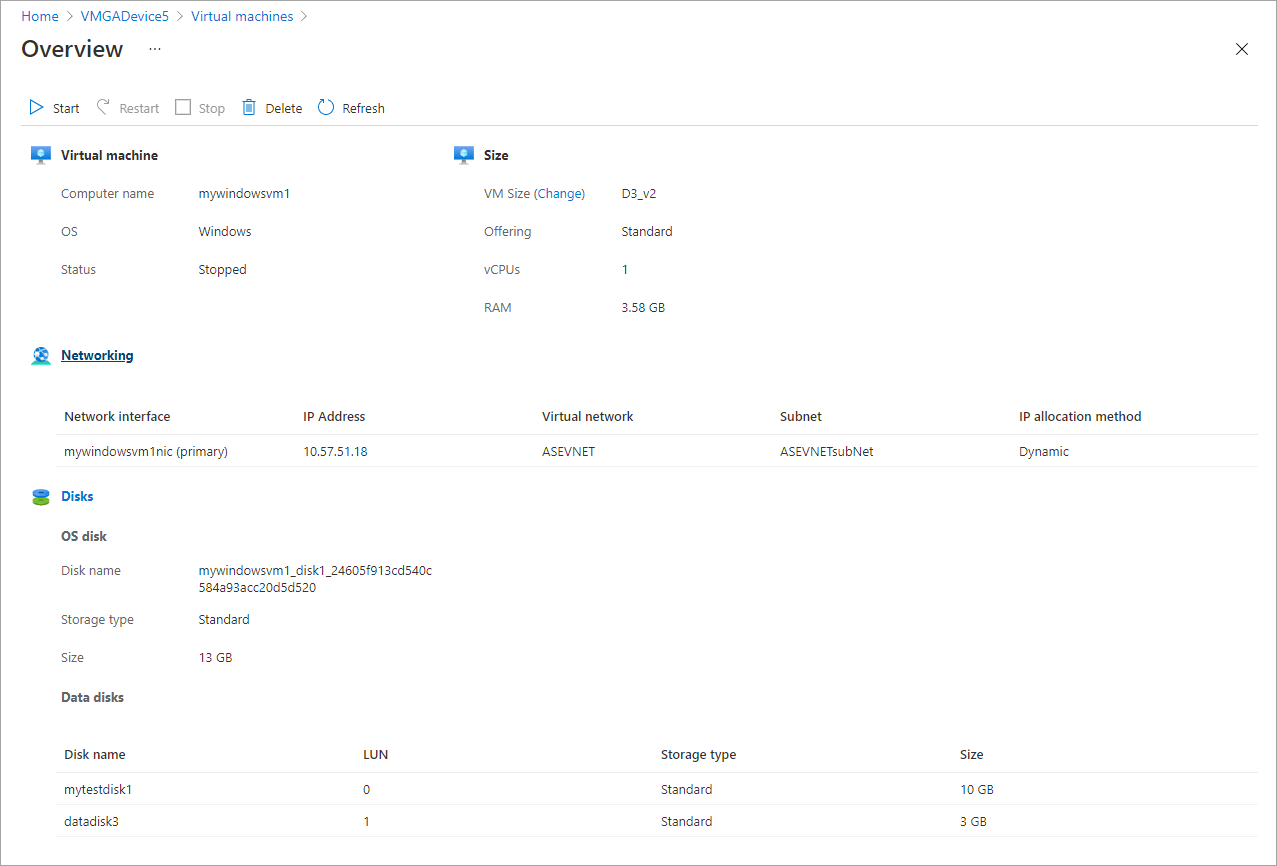 Home > VMGADevice5 > Virtual machines >
Overview ...
Start Restart Stop Delete Refresh
Virtual machine Size
Computer name mywindowsvm1 VM Size (Change) D3_v2
OS Windows Offering Standard
Status Stopped vCPUs 1
RAM 3.58 GB
Networking
Network interface IP Address Virtual network Subnet IP allocation method
mywindowsvm1nic (primary) 10.57.51.18 ASEVNET ASEVNETsubNet Dynamic
Disks
OS disk
Disk name mywindowsvm1_disk1_24605f913cd540c
584a93acc20d5d520
Storage type Standard
Size 13 GB
Data disks
Disk name LUN Storage type Size
mytestdisk1 0 Standard 10 GB
datadisk3 1 Standard 3 GB